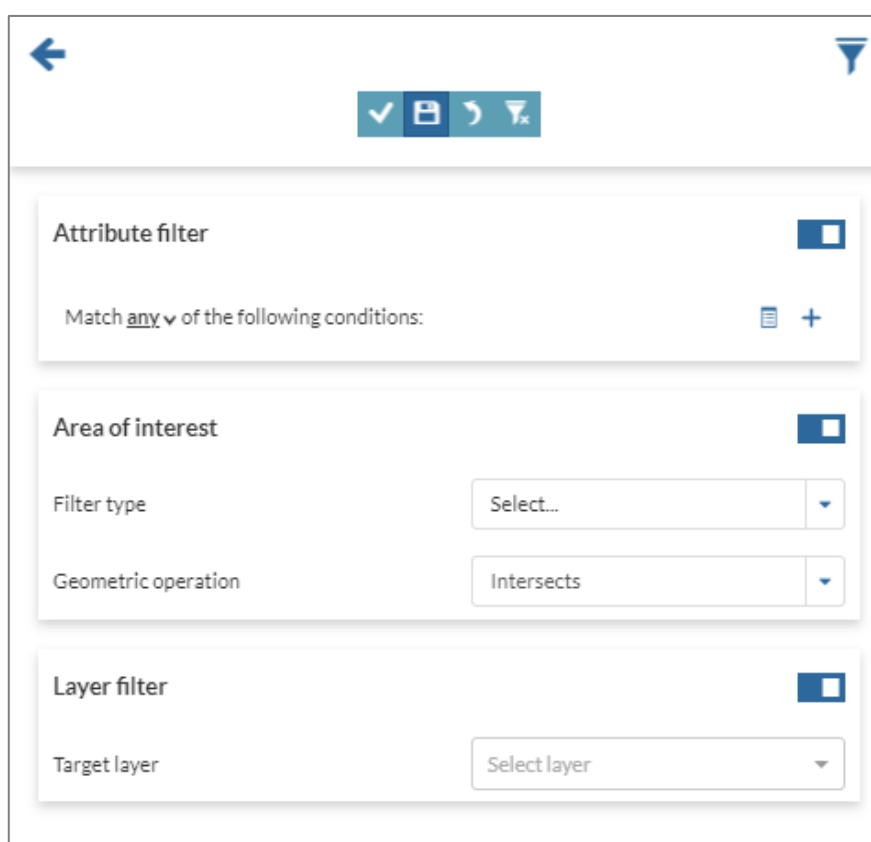 Attribute filter
Match any of the following conditions:
Area of interest
Filter type Select...
Geometric operation Intersects
Layer filter
Target layer Select layer